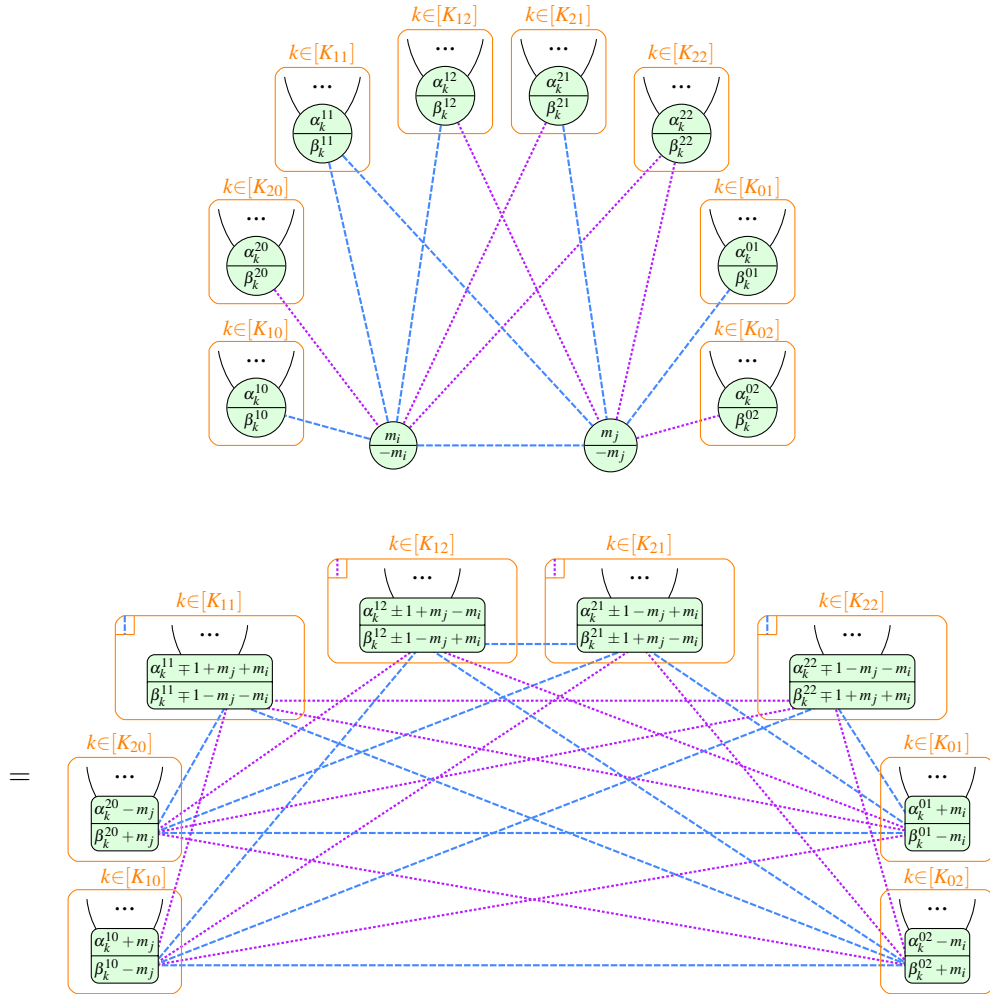 k∈[K₁₂] k∈[K₂₁]
k∈[K₁₁] ... ... k∈[K₂₂]
... α_k^{12} α_k^{21} ...
β_k^{12} β_k^{21}
α_k^{11} α_k^{22}
β_k^{11} β_k^{22}
k∈[K₂₀] k∈[K₀₁]
... ...
α_k^{20} α_k^{01}
β_k^{20} β_k^{01}
k∈[K₁₀] k∈[K₀₂]
... ...
α_k^{10} α_k^{02}
β_k^{10} m_i m_j β_k^{02}
−m_i −m_j
k∈[K₁₂] k∈[K₂₁]
... ...
k∈[K₁₁] α_k^{12} ± 1 + m_j − m_i α_k^{21} ± 1 − m_j + m_i k∈[K₂₂]
... β_k^{12} ± 1 − m_j + m_i β_k^{21} ± 1 + m_j − m_i ...
α_k^{11} ∓ 1 + m_j + m_i α_k^{22} ∓ 1 − m_j − m_i
β_k^{11} ∓ 1 − m_j − m_i β_k^{22} ∓ 1 + m_j + m_i
k∈[K₂₀] k∈[K₀₁]
= ... ...
α_k^{20} − m_j α_k^{01} + m_i
β_k^{20} + m_j β_k^{01} − m_i
k∈[K₁₀] k∈[K₀₂]
... ...
α_k^{10} + m_j α_k^{02} − m_i
β_k^{10} − m_j β_k^{02} + m_i